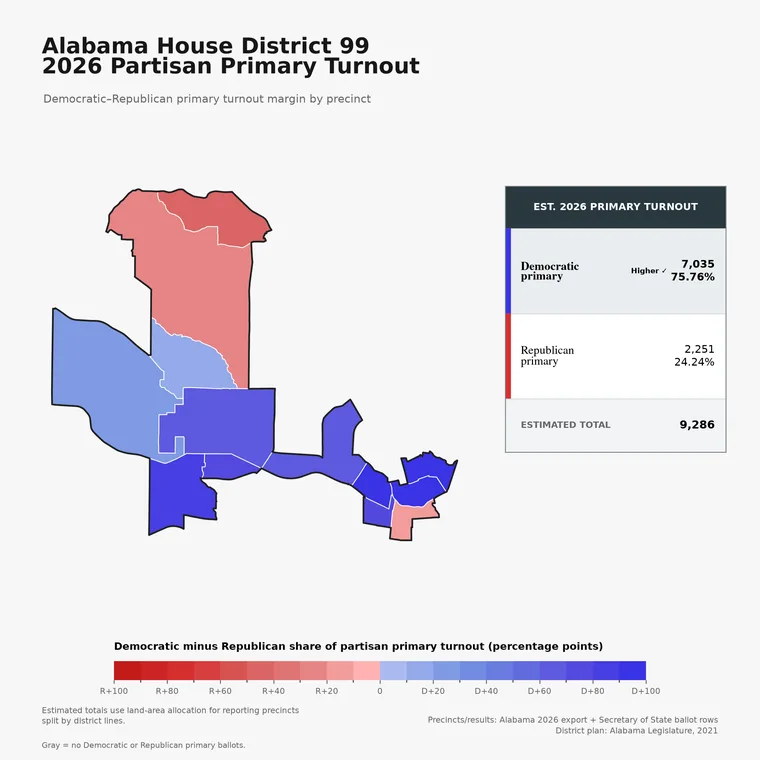 Alabama House District 99
2026 Partisan Primary Turnout
Democratic–Republican primary turnout margin by precinct
EST. 2026 PRIMARY TURNOUT
Democratic
primary
Higher ✓
7,035
75.76%
Republican
primary
2,251
24.24%
ESTIMATED TOTAL
9,286
Democratic minus Republican share of partisan primary turnout (percentage points)
R+100 R+80 R+60 R+40 R+20 0 D+20 D+40 D+60 D+80 D+100
Estimated totals use land-area allocation for reporting precincts
split by district lines.
Gray = no Democratic or Republican primary ballots.
Precincts/results: Alabama 2026 export + Secretary of State ballot rows
District plan: Alabama Legislature, 2021